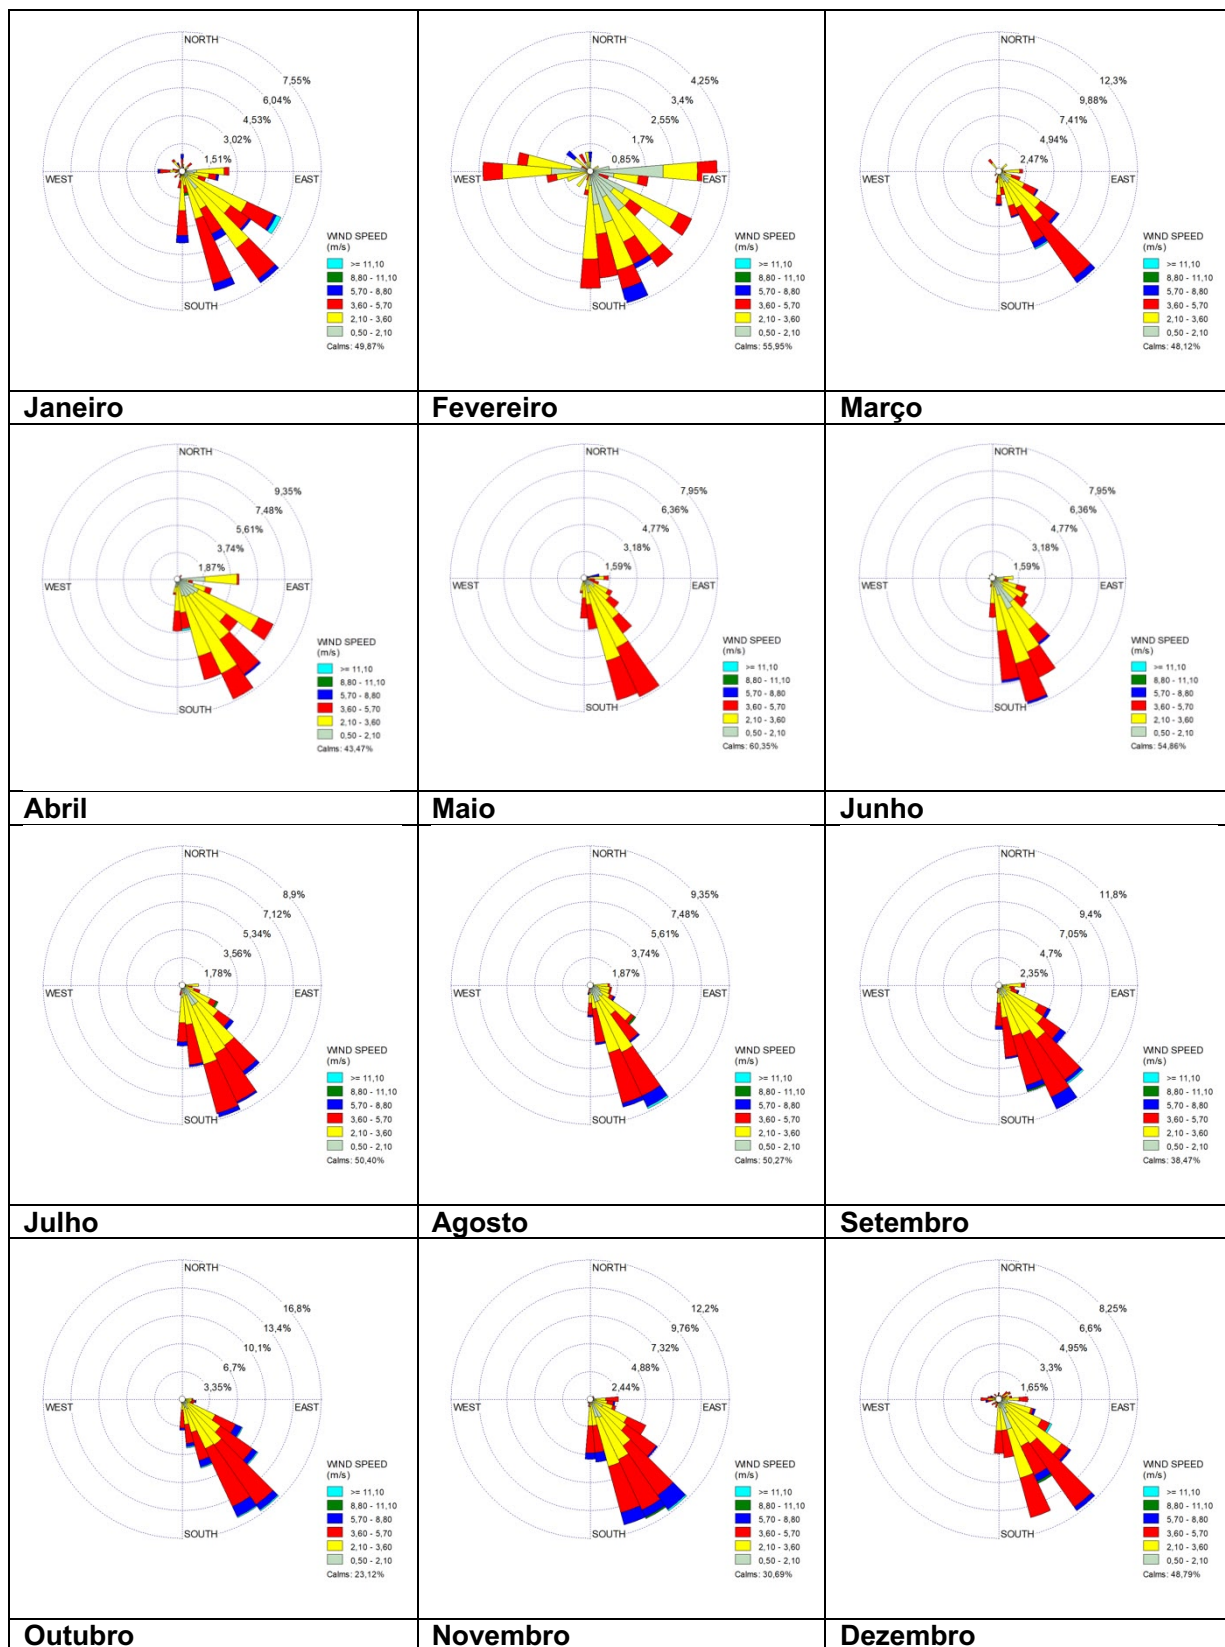 NORTH
7,55%
6,04%
4,53%
3,02%
1,51%
WEST
EAST
SOUTH
WIND SPEED
(m/s)
>= 11,10
8,80 - 11,10
5,70 - 8,80
3,60 - 5,70
2,10 - 3,60
0,50 - 2,10
Calms: 49,87%
NORTH
4,25%
3,4%
2,55%
1,7%
0,85%
WEST
EAST
SOUTH
WIND SPEED
(m/s)
>= 11,10
8,80 - 11,10
5,70 - 8,80
3,60 - 5,70
2,10 - 3,60
0,50 - 2,10
Calms: 55,95%
NORTH
12,3%
9,88%
7,41%
4,94%
2,47%
WEST
EAST
SOUTH
WIND SPEED
(m/s)
>= 11,10
8,80 - 11,10
5,70 - 8,80
3,60 - 5,70
2,10 - 3,60
0,50 - 2,10
Calms: 48,12%
Janeiro
Fevereiro
Março
NORTH
9,35%
7,48%
5,61%
3,74%
1,87%
WEST
EAST
SOUTH
WIND SPEED
(m/s)
>= 11,10
8,80 - 11,10
5,70 - 8,80
3,60 - 5,70
2,10 - 3,60
0,50 - 2,10
Calms: 43,47%
NORTH
7,95%
6,36%
4,77%
3,18%
1,59%
WEST
EAST
SOUTH
WIND SPEED
(m/s)
>= 11,10
8,80 - 11,10
5,70 - 8,80
3,60 - 5,70
2,10 - 3,60
0,50 - 2,10
Calms: 60,35%
NORTH
7,95%
6,36%
4,77%
3,18%
1,59%
WEST
EAST
SOUTH
WIND SPEED
(m/s)
>= 11,10
8,80 - 11,10
5,70 - 8,80
3,60 - 5,70
2,10 - 3,60
0,50 - 2,10
Calms: 54,86%
Abril
Maio
Junho
NORTH
8,9%
7,12%
5,34%
3,56%
1,78%
WEST
EAST
SOUTH
WIND SPEED
(m/s)
>= 11,10
8,80 - 11,10
5,70 - 8,80
3,60 - 5,70
2,10 - 3,60
0,50 - 2,10
Calms: 50,40%
NORTH
9,35%
7,48%
5,61%
3,74%
1,87%
WEST
EAST
SOUTH
WIND SPEED
(m/s)
>= 11,10
8,80 - 11,10
5,70 - 8,80
3,60 - 5,70
2,10 - 3,60
0,50 - 2,10
Calms: 50,27%
NORTH
11,8%
9,4%
7,05%
4,7%
2,35%
WEST
EAST
SOUTH
WIND SPEED
(m/s)
>= 11,10
8,80 - 11,10
5,70 - 8,80
3,60 - 5,70
2,10 - 3,60
0,50 - 2,10
Calms: 38,47%
Julho
Agosto
Setembro
NORTH
16,8%
13,4%
10,1%
6,7%
3,35%
WEST
EAST
SOUTH
WIND SPEED
(m/s)
>= 11,10
8,80 - 11,10
5,70 - 8,80
3,60 - 5,70
2,10 - 3,60
0,50 - 2,10
Calms: 23,12%
NORTH
12,2%
9,76%
7,32%
4,88%
2,44%
WEST
EAST
SOUTH
WIND SPEED
(m/s)
>= 11,10
8,80 - 11,10
5,70 - 8,80
3,60 - 5,70
2,10 - 3,60
0,50 - 2,10
Calms: 30,69%
NORTH
8,25%
6,6%
4,95%
3,3%
1,65%
WEST
EAST
SOUTH
WIND SPEED
(m/s)
>= 11,10
8,80 - 11,10
5,70 - 8,80
3,60 - 5,70
2,10 - 3,60
0,50 - 2,10
Calms: 48,79%
Outubro
Novembro
Dezembro